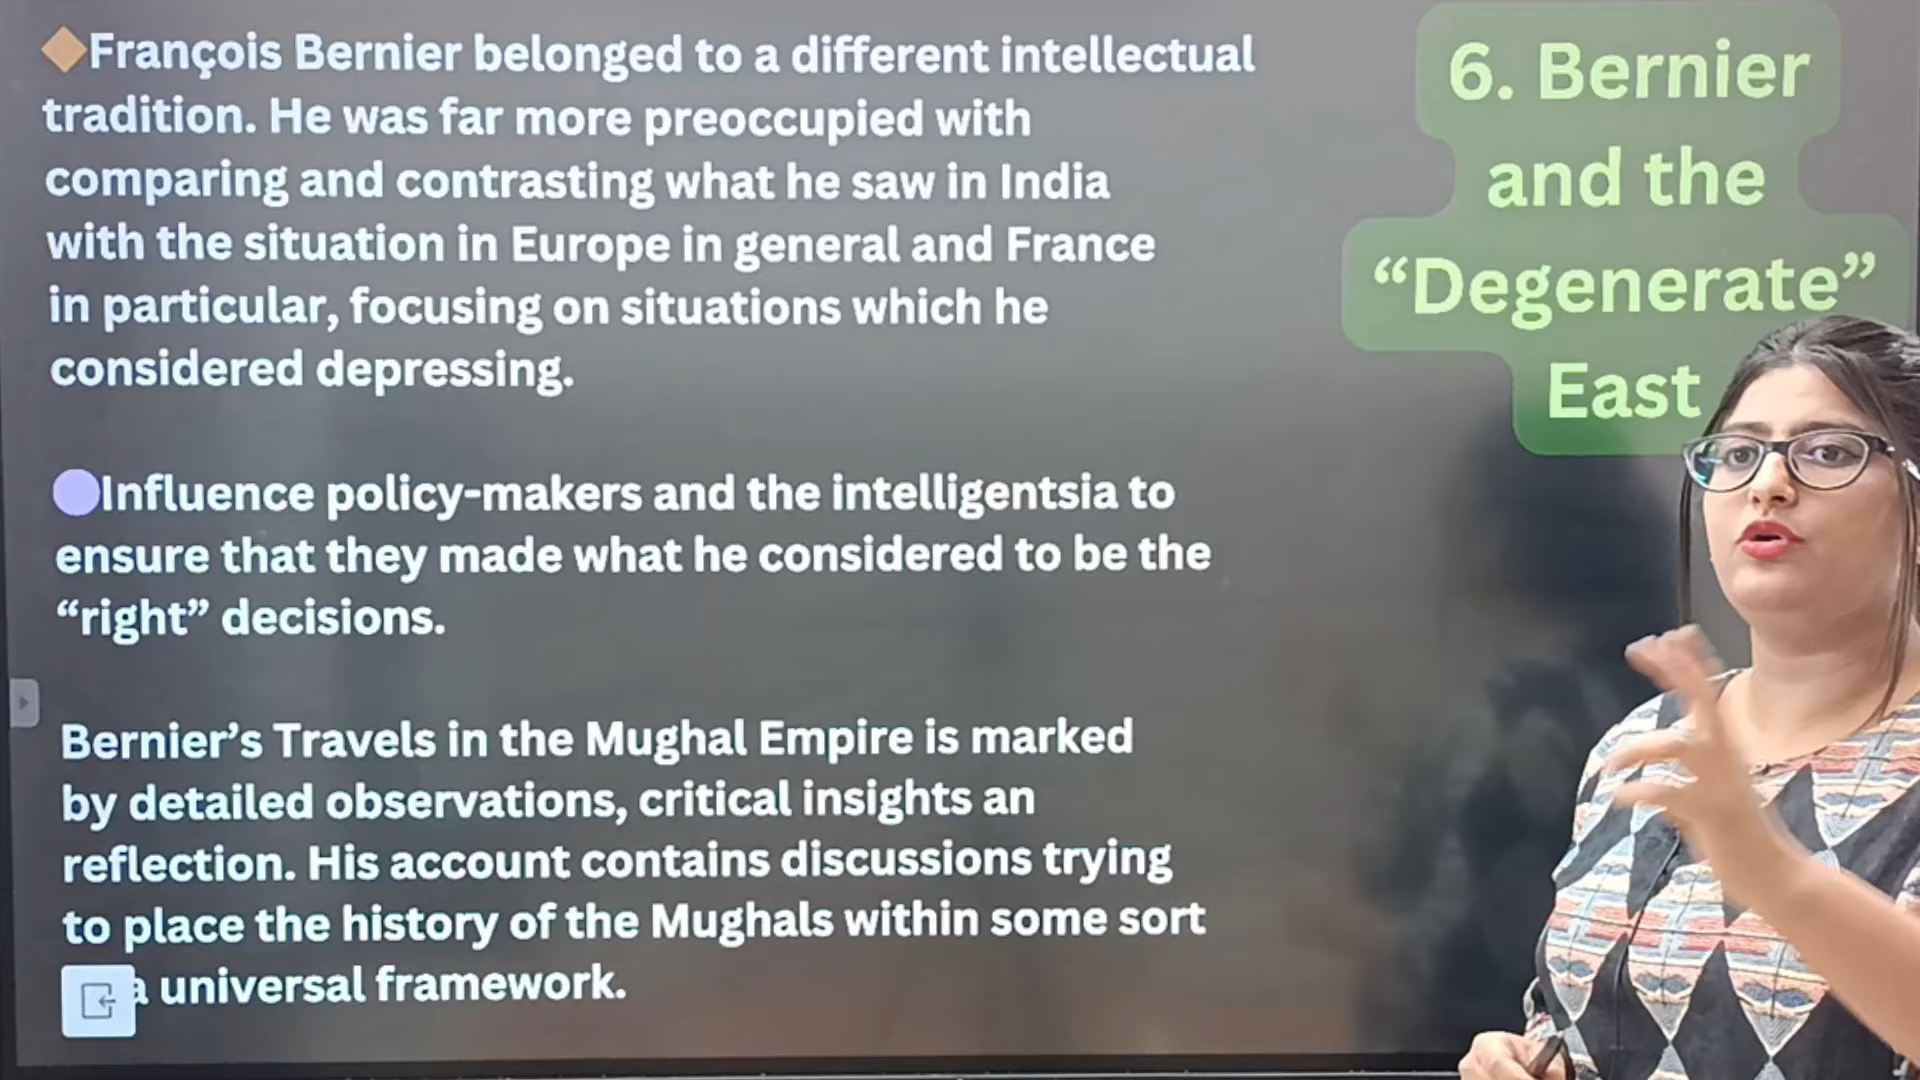 François Bernier belonged to a different intellectual
tradition. He was far more preoccupied with
comparing and contrasting what he saw in India
with the situation in Europe in general and France
in particular, focusing on situations which he
considered depressing.
Influence policy-makers and the intelligentsia to
ensure that they made what he considered to be the
“right” decisions.
Bernier’s Travels in the Mughal Empire is marked
by detailed observations, critical insights an
reflection. His account contains discussions trying
to place the history of the Mughals within some sort
a universal framework.
6. Bernier
and the
“Degenerate”
East